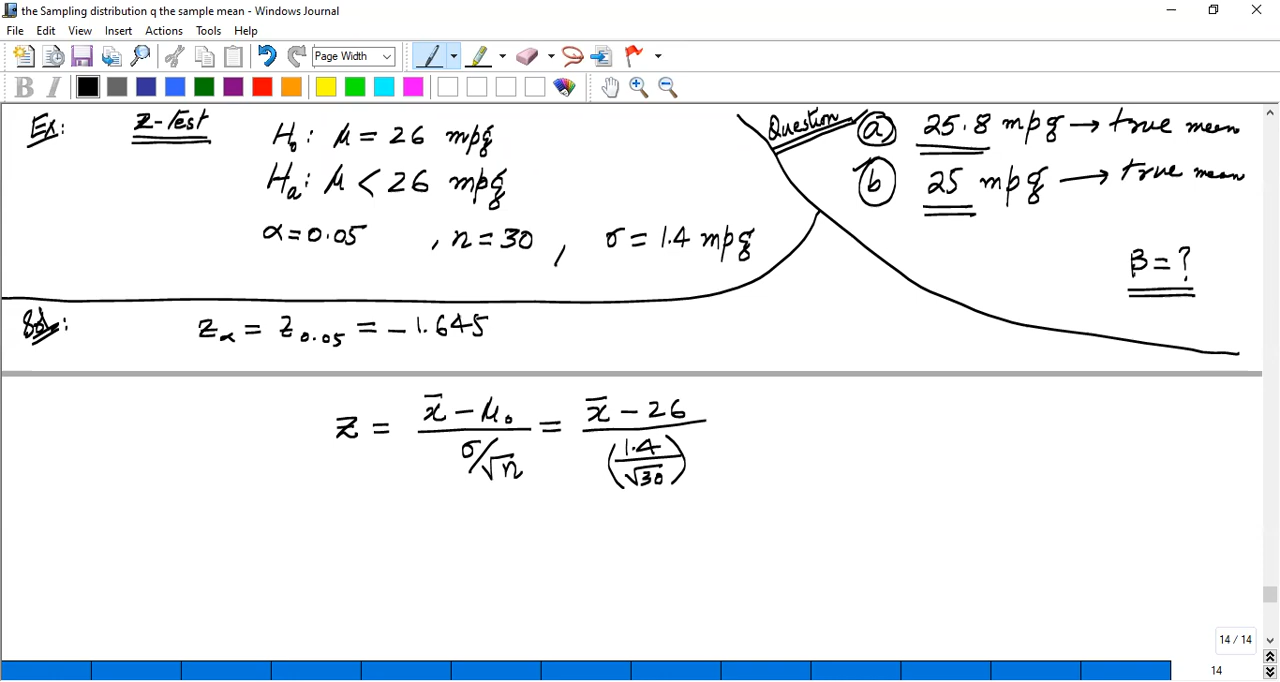 the Sampling distribution q the sample mean - Windows Journal
File Edit View Insert Actions Tools Help
Page Width
B I
Ex: Z-Test
H₀: μ = 26 mpg
Hₐ: μ < 26 mpg
α = 0.05 , n = 30 , σ = 1.4 mpg
Question
(a) 25.8 mpg → true mean
(b) 25 mpg → true mean
β = ?
Sol: Z_α = Z_0.05 = -1.645
Z = (x̄ - μ₀) / (σ/√n) = (x̄ - 26) / (1.4/√30)
14 / 14
14